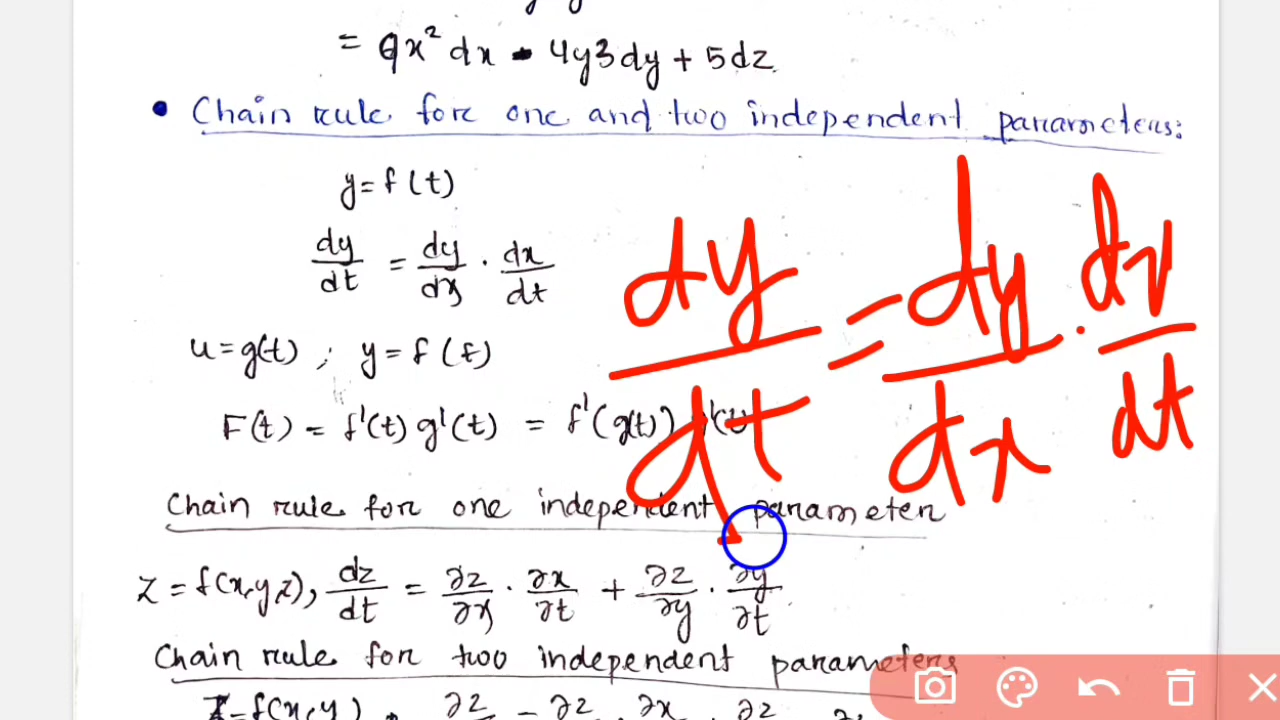 = 9x² dx - 4y3dy + 5dz
• Chain rule for one and two independent parameters:
y = f(t)
dy/dt = dy/dx · dx/dt
dy/dt = dy/dx · dx/dt
u = g(t) ; y = f(t)
F(t) = f'(t) g'(t) = f'(g(t))
Chain rule for one independent parameter
Z = f(x,y,z), dz/dt = ∂z/∂x · ∂x/∂t + ∂z/∂y · ∂y/∂t
Chain rule for two independent parameters
Z = f(x,y), ∂z = ∂z ∂x ∂z